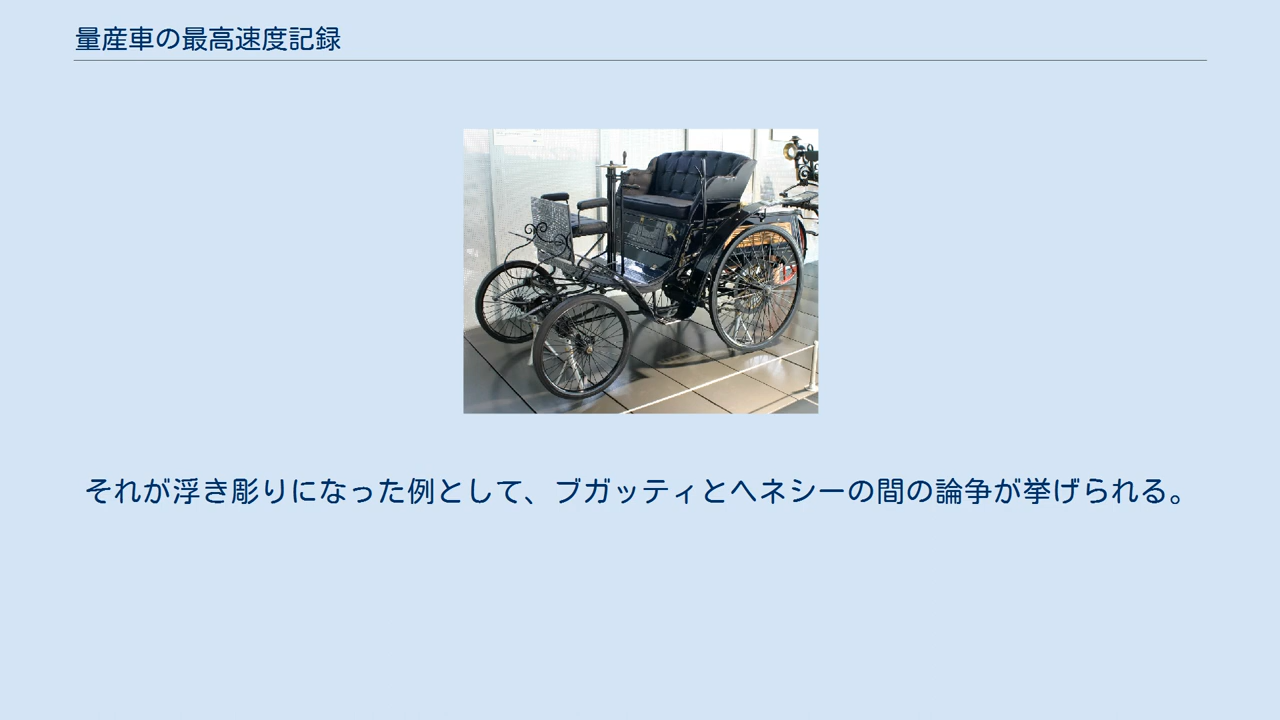 量産車の最高速度記録
それが浮き彫りになった例として、ブガッティとヘネシーの間の論争が挙げられる。